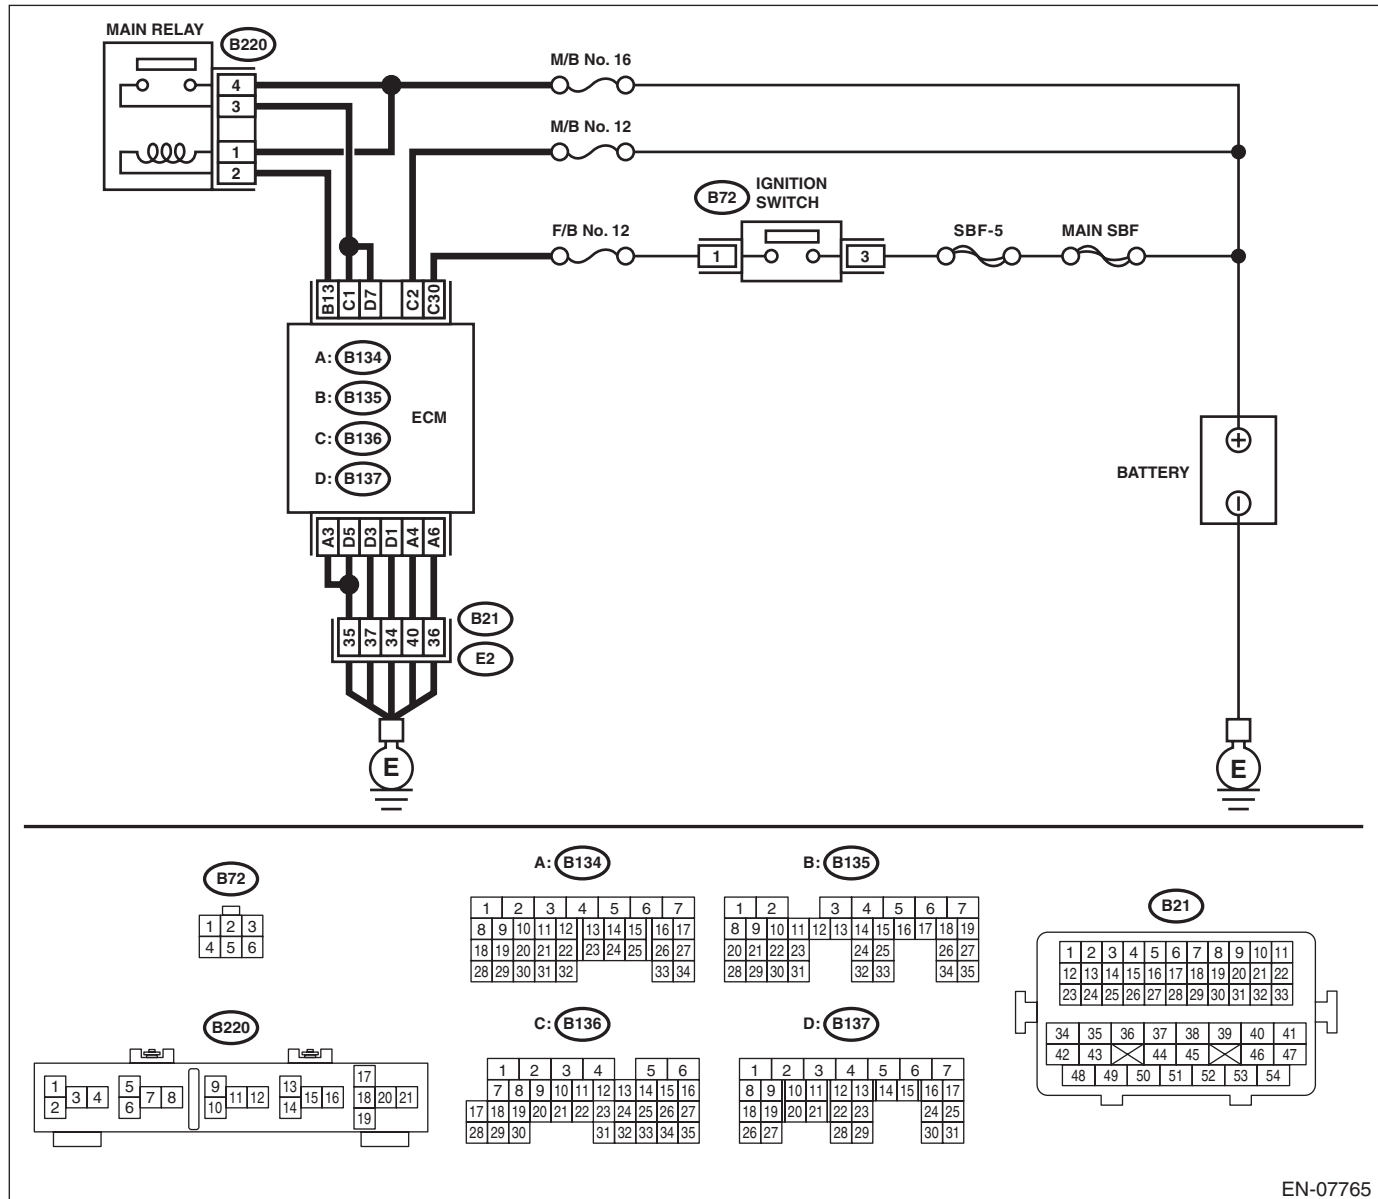 MAIN RELAY
B220
4
3
1
2
M/B No. 16
M/B No. 12
B72
IGNITION
SWITCH
F/B No. 12
1
3
SBF-5
MAIN SBF
B13 C1 D7 C2 C30
A: B134
B: B135
C: B136
D: B137
ECM
A3 D5 D3 D1 A4 A6
35 37 34 40 36
B21
E2
E
BATTERY
+
−
E
B72
1 2 3
4 5 6
B220
1 2 3 4
5 6 7 8
9 10 11 12
13 14 15 16
17 18 19 20 21
A: B134
1 2 3 4 5 6 7
8 9 10 11 12 13 14 15 16 17
18 19 20 21 22 23 24 25 26 27
28 29 30 31 32 33 34
B: B135
1 2 3 4 5 6 7
8 9 10 11 12 13 14 15 16 17 18 19
20 21 22 23 24 25 26 27
28 29 30 31 32 33 34 35
C: B136
1 2 3 4 5 6
7 8 9 10 11 12 13 14 15 16
17 18 19 20 21 22 23 24 25 26 27
28 29 30 31 32 33 34 35
D: B137
1 2 3 4 5 6 7
8 9 10 11 12 13 14 15 16 17
18 19 20 21 22 23 24 25
26 27 28 29 30 31
B21
1 2 3 4 5 6 7 8 9 10 11
12 13 14 15 16 17 18 19 20 21 22
23 24 25 26 27 28 29 30 31 32 33
34 35 36 37 38 39 40 41
42 43 44 45 46 47
48 49 50 51 52 53 54
EN-07765